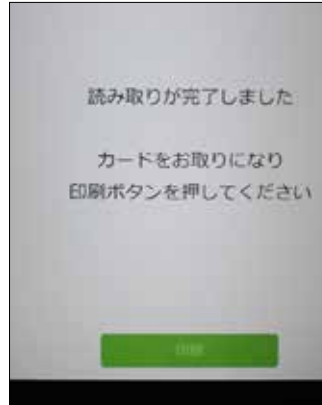 読み取りが完了しました
カードをお取りになり
印刷ボタンを押してください